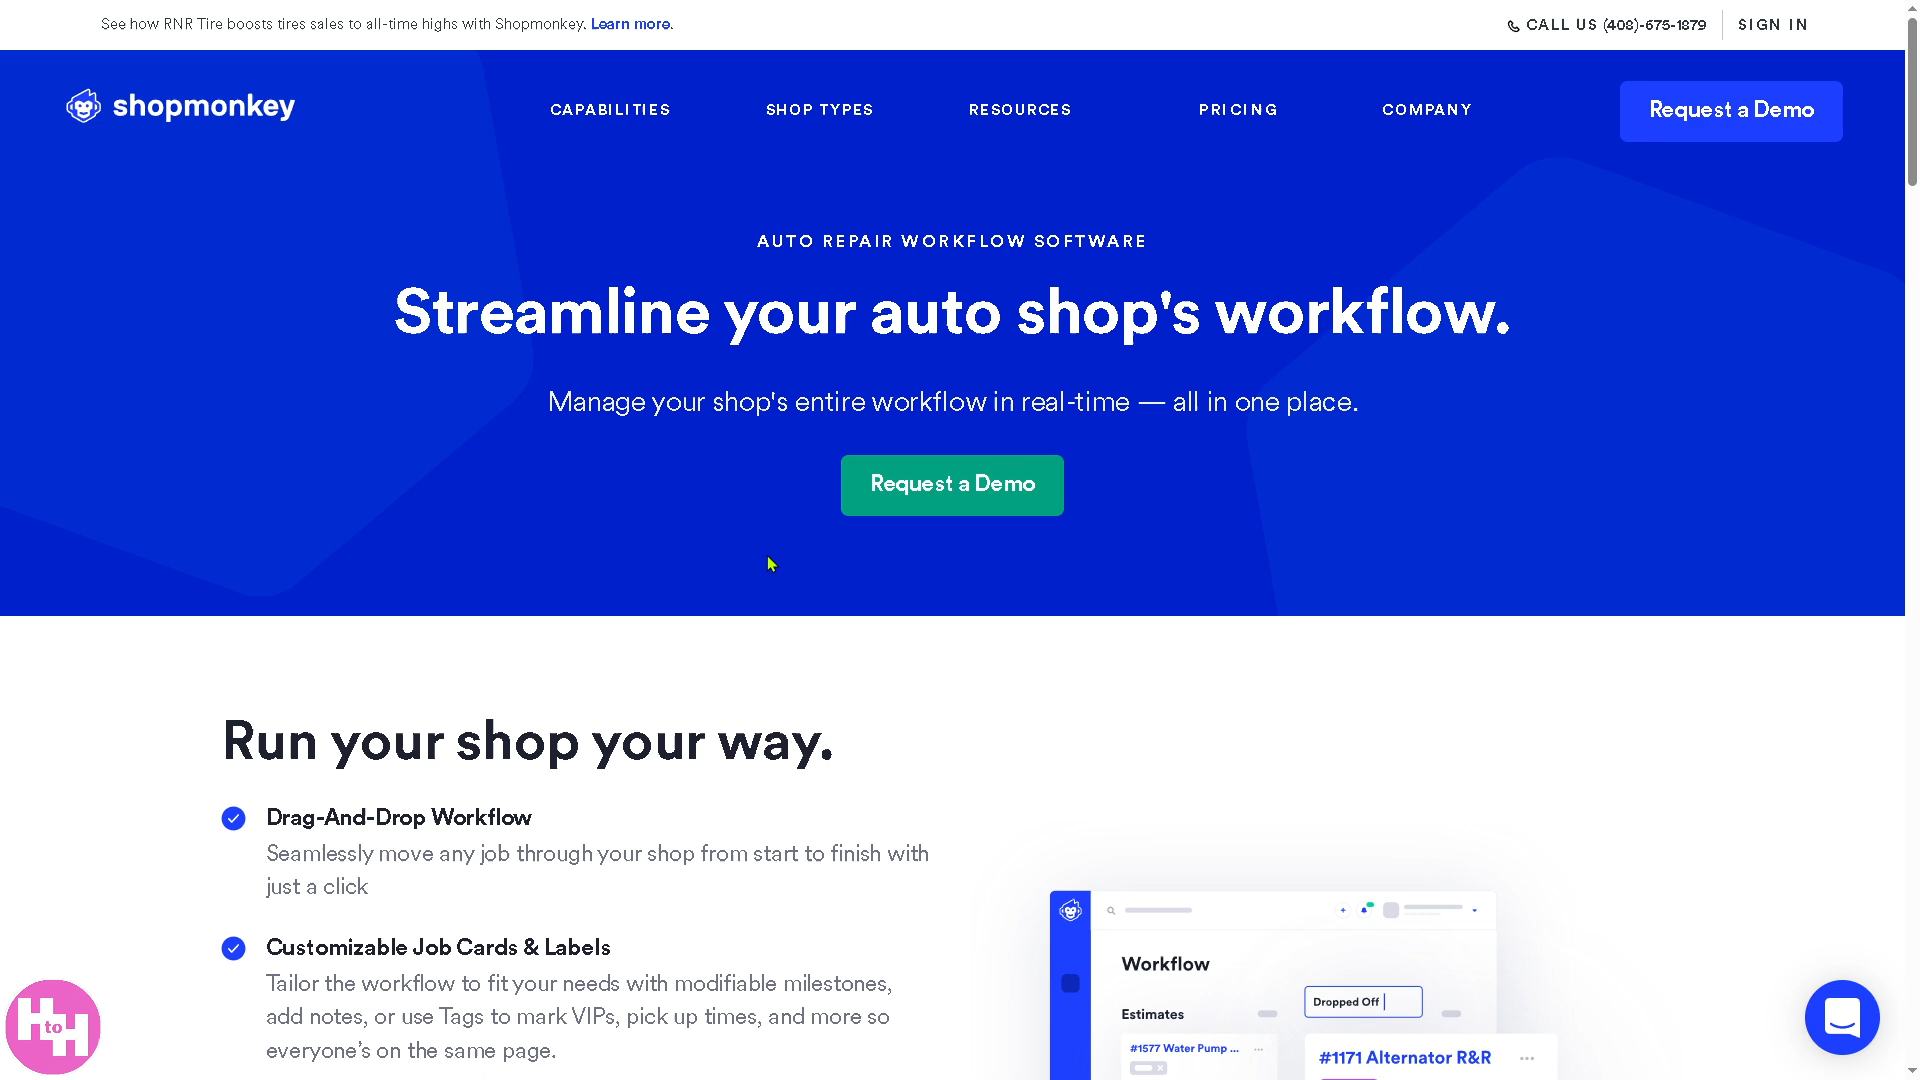 See how RNR Tire boosts tires sales to all-time highs with Shopmonkey. Learn more.
CALL US (408)-675-1879
SIGN IN
shopmonkey
CAPABILITIES
SHOP TYPES
RESOURCES
PRICING
COMPANY
Request a Demo
AUTO REPAIR WORKFLOW SOFTWARE
Streamline your auto shop's workflow.
Manage your shop's entire workflow in real-time — all in one place.
Request a Demo
Run your shop your way.
Drag-And-Drop Workflow
Seamlessly move any job through your shop from start to finish with
just a click
Customizable Job Cards & Labels
Tailor the workflow to fit your needs with modifiable milestones,
add notes, or use Tags to mark VIPs, pick up times, and more so
everyone’s on the same page.
Workflow
Estimates
Dropped Off
#1577 Water Pump ...
#1171 Alternator R&R
H to H